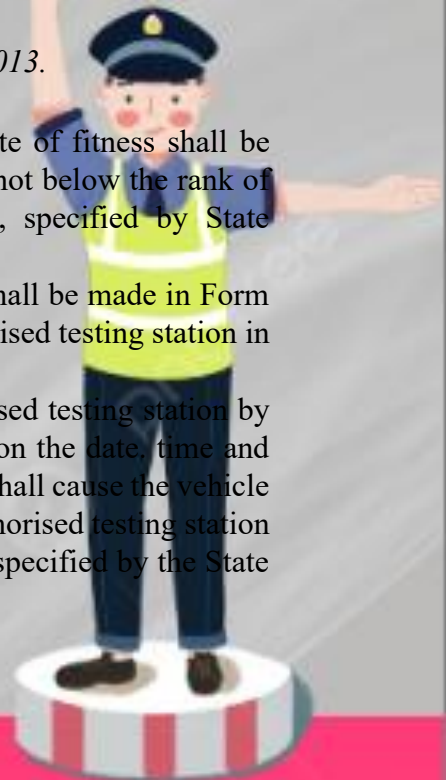 013.
te of fitness shall be
not below the rank of
, specified by State
hall be made in Form
ised testing station in
sed testing station by
on the date, time and
hall cause the vehicle
horised testing station
specified by the State